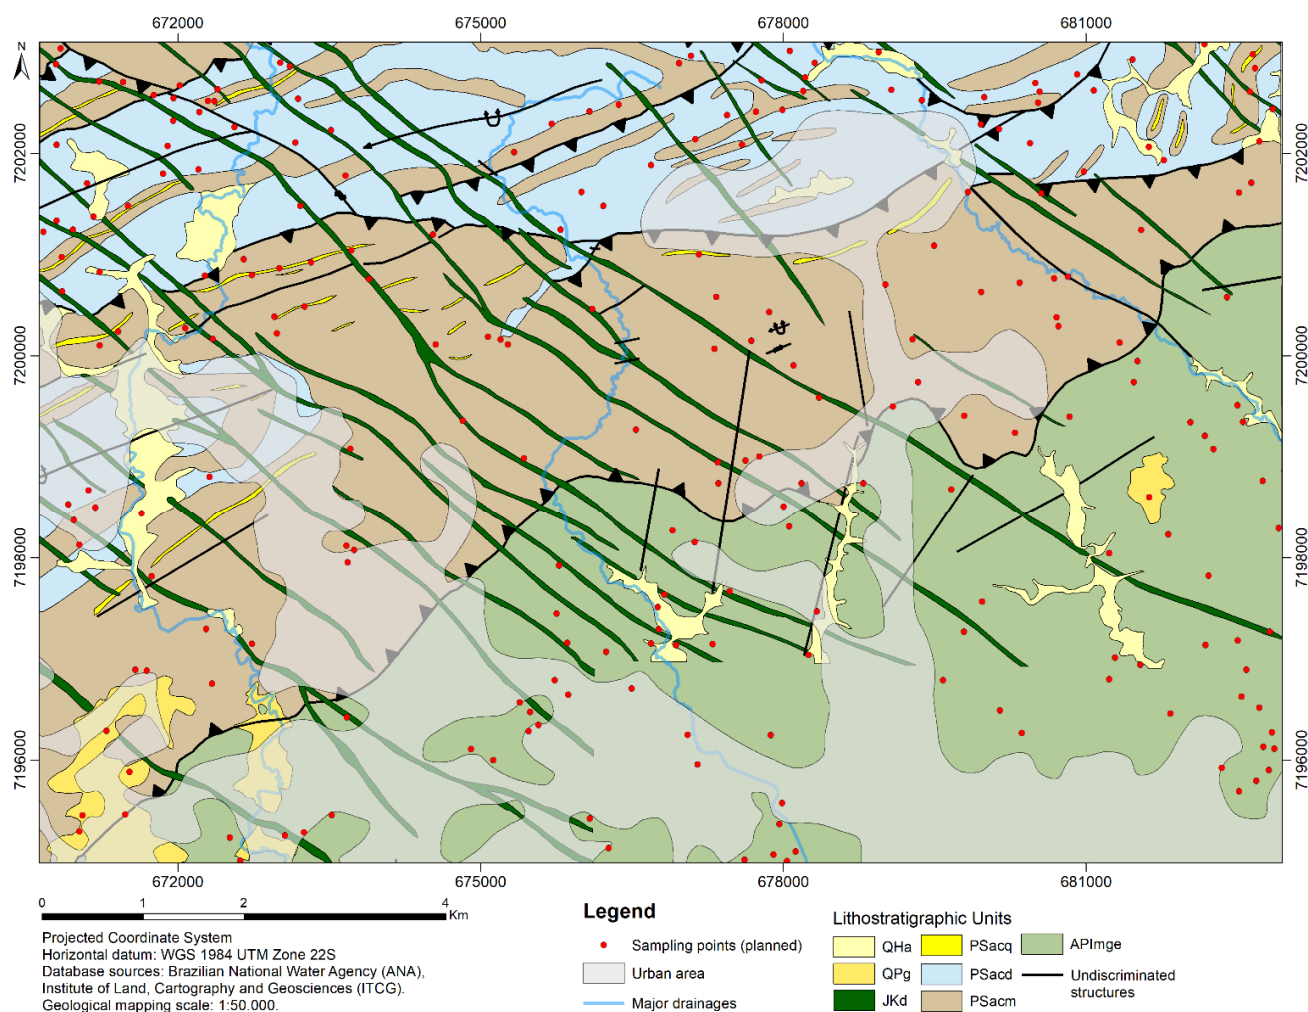 672000 675000 678000 681000
N
7202000 7202000
7200000 7200000
7198000 7198000
7196000 7196000
672000 675000 678000 681000
0 1 2 4
Km
Projected Coordinate System
Horizontal datum: WGS 1984 UTM Zone 22S
Database sources: Brazilian National Water Agency (ANA),
Institute of Land, Cartography and Geosciences (ITCG).
Geological mapping scale: 1:50.000.
Legend
Sampling points (planned)
Urban area
Major drainages
Lithostratigraphic Units
QHa PSacq APImge
QPg PSacd Undiscriminated
structures
JKd PSacm